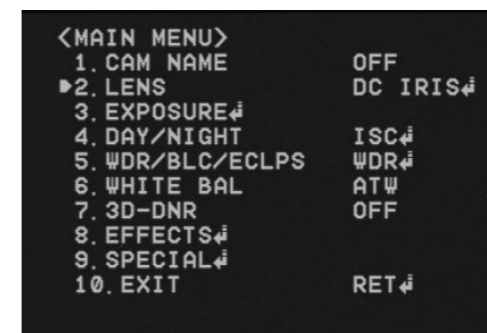 <MAIN MENU>
1. CAM NAME OFF
▶2. LENS DC IRIS↲
3. EXPOSURE↲
4. DAY/NIGHT ISC↲
5. WDR/BLC/ECLPS WDR↲
6. WHITE BAL ATW
7. 3D-DNR OFF
8. EFFECTS↲
9. SPECIAL↲
10. EXIT RET↲